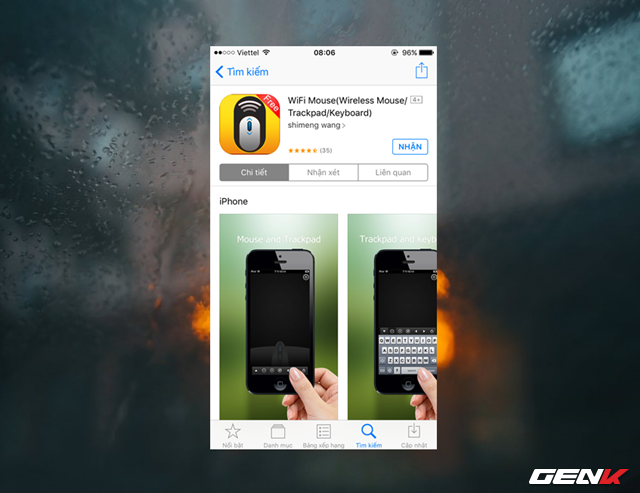 Viettel
08:06
96%
Tìm kiếm
Free
WiFi Mouse(Wireless Mouse/
Trackpad/Keyboard)
4+
shimeng wang >
(35)
NHẬN
Chi tiết
Nhận xét
Liên quan
iPhone
Mouse and Trackpad
Trackpad and Keyb
Nổi bật
Danh mục
Bảng xếp hạng
Tìm kiếm
Cập nhật
GENK